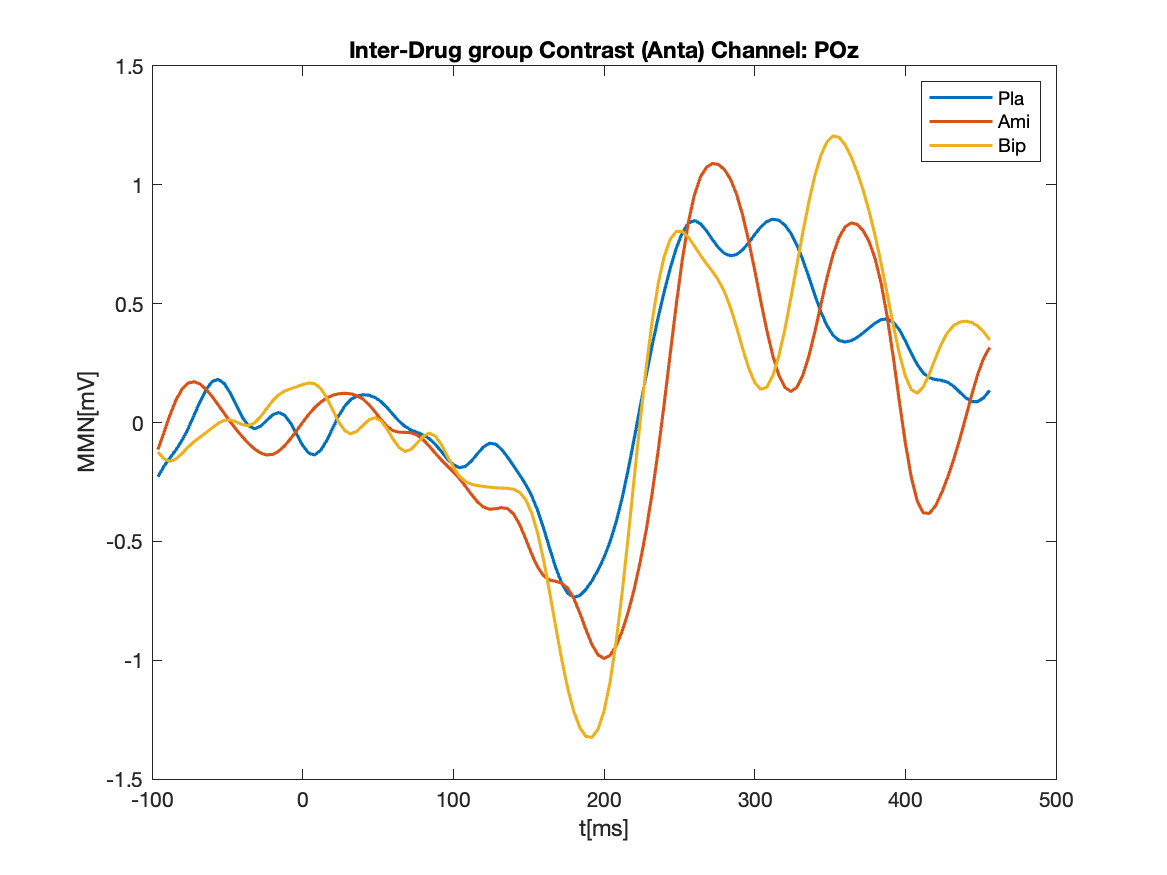 Inter-Drug group Contrast (Anta) Channel: POz
1.5
1
0.5
0
-0.5
-1
-1.5
MMN[mV]
Pla
Ami
Bip
-100 0 100 200 300 400 500
t[ms]